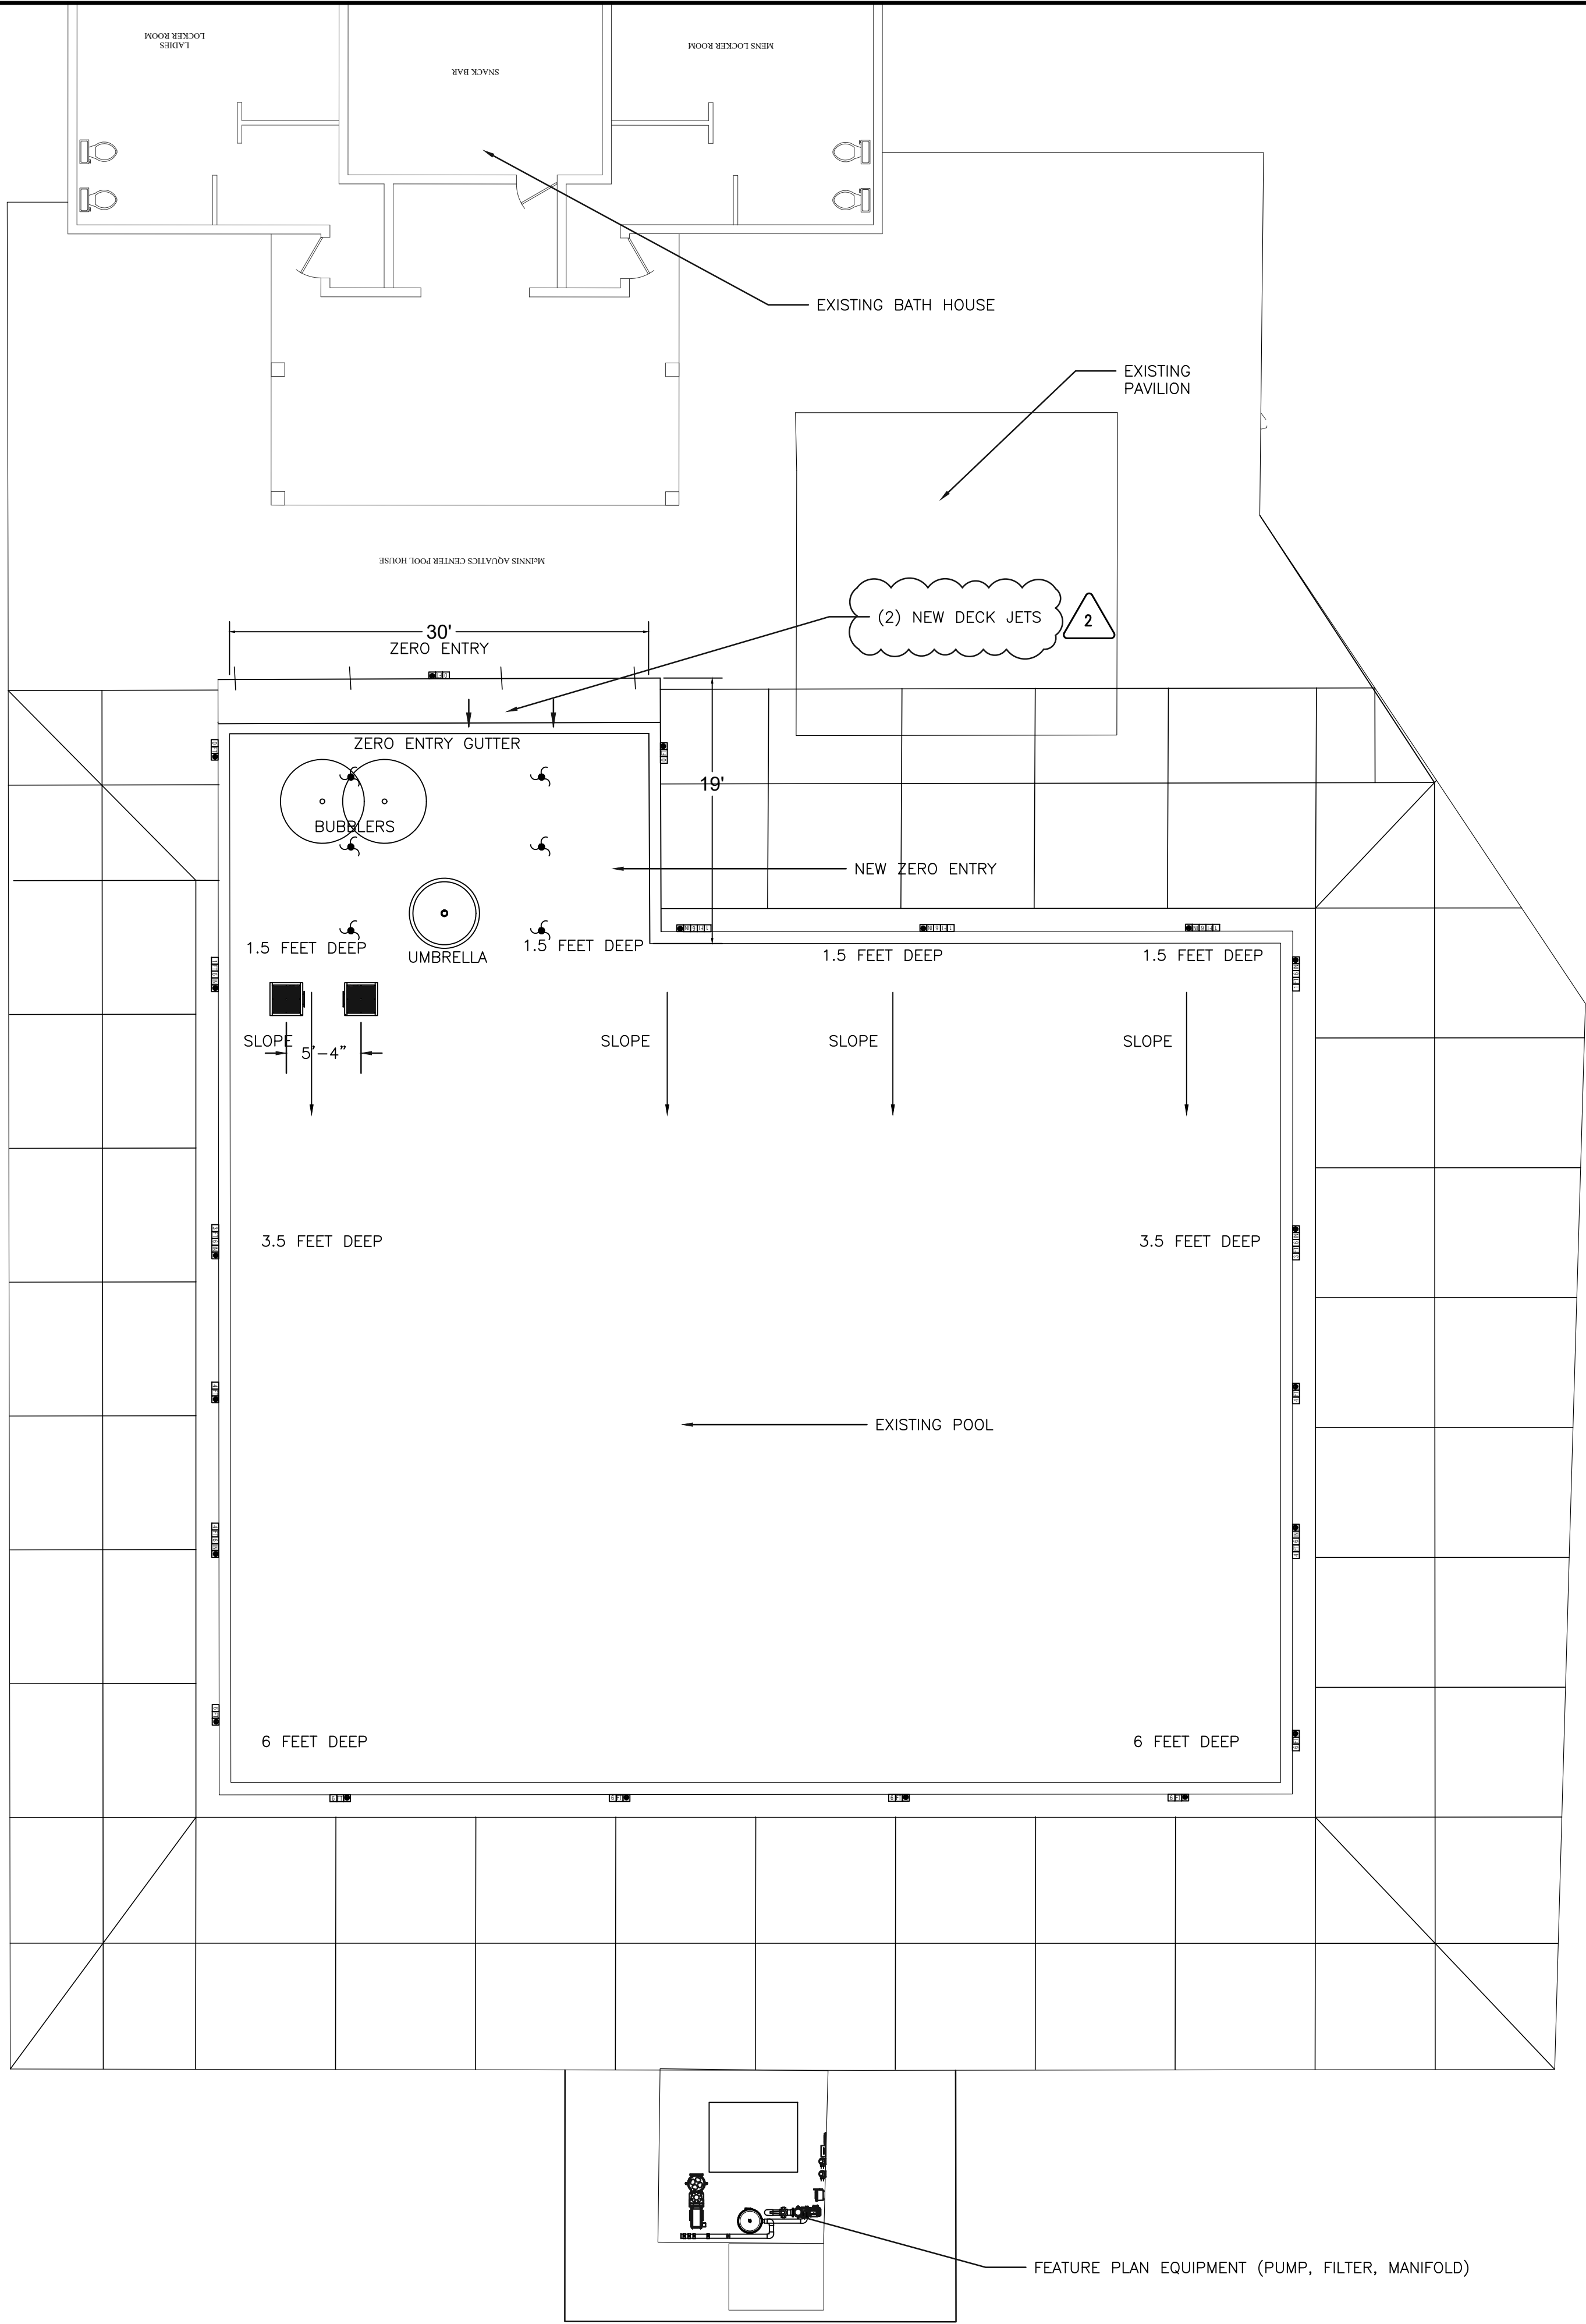 LADIES
LOCKER ROOM
SNACK BAR
MENS LOCKER ROOM
EXISTING BATH HOUSE
EXISTING
PAVILION
McINNIS AQUATICS CENTER POOL HOUSE
(2) NEW DECK JETS
2
30'
ZERO ENTRY
ZERO ENTRY GUTTER
19'
BUBBLERS
NEW ZERO ENTRY
1.5 FEET DEEP
UMBRELLA
1.5 FEET DEEP
1.5 FEET DEEP
1.5 FEET DEEP
SLOPE
5'-4"
SLOPE
SLOPE
SLOPE
3.5 FEET DEEP
3.5 FEET DEEP
EXISTING POOL
6 FEET DEEP
6 FEET DEEP
FEATURE PLAN EQUIPMENT (PUMP, FILTER, MANIFOLD)